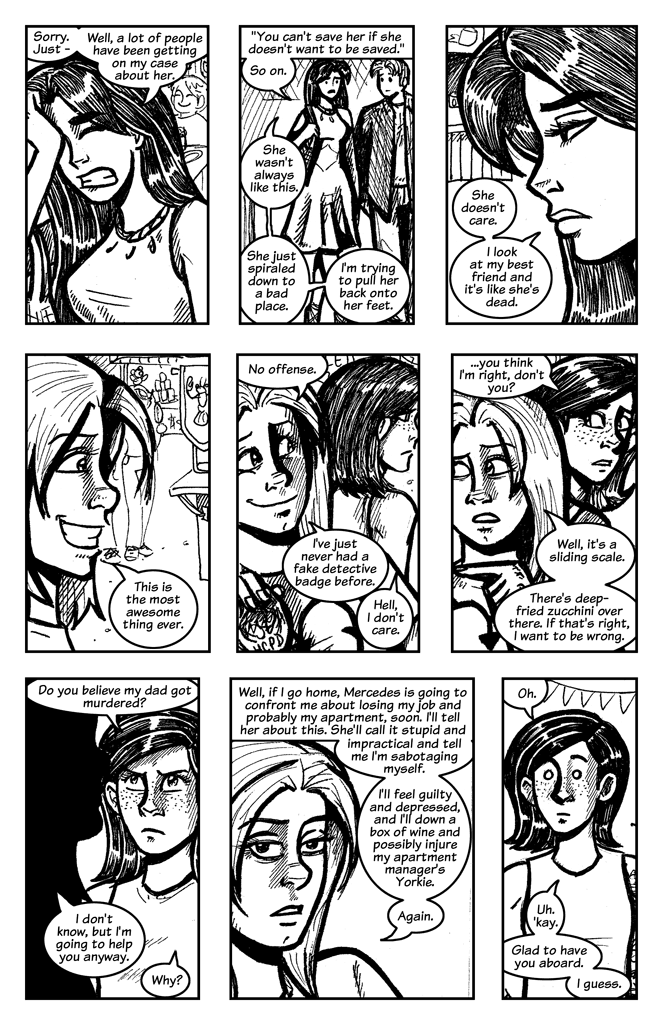 Sorry.
Just -
Well, a lot of people
have been getting
on my case
about her.
"You can't save her if she
doesn't want to be saved."
So on.
She
wasn't
always
like this.
She just
spiraled
down to
a bad
place.
I'm trying
to pull her
back onto
her feet.
She
doesn't
care.
I look
at my best
friend and
it's like she's
dead.
This is
the most
awesome
thing ever.
No offense.
I've just
never had a
fake detective
badge before.
Hell,
I don't
care.
...you think
I'm right, don't
you?
Well, it's a
sliding scale.
There's deep-
fried zucchini over
there. If that's right,
I want to be wrong.
Do you believe my dad got
murdered?
I don't
know, but I'm
going to help
you anyway.
Why?
Well, if I go home, Mercedes is going to
confront me about losing my job and
probably my apartment, soon. I'll tell
her about this. She'll call it stupid and
impractical and tell
me I'm sabotaging
myself.
I'll feel guilty
and depressed,
and I'll down a
box of wine and
possibly injure
my apartment
manager's
Yorkie.
Again.
Oh.
Uh.
'kay.
Glad to have
you aboard.
I guess.